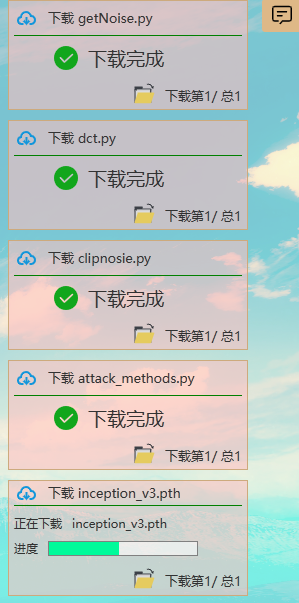 下载 getNoise.py
下载完成
下载第1/ 总1
下载 dct.py
下载完成
下载第1/ 总1
下载 clipnosie.py
下载完成
下载第1/ 总1
下载 attack_methods.py
下载完成
下载第1/ 总1
下载 inception_v3.pth
正在下载 inception_v3.pth
进度
下载第1/ 总1